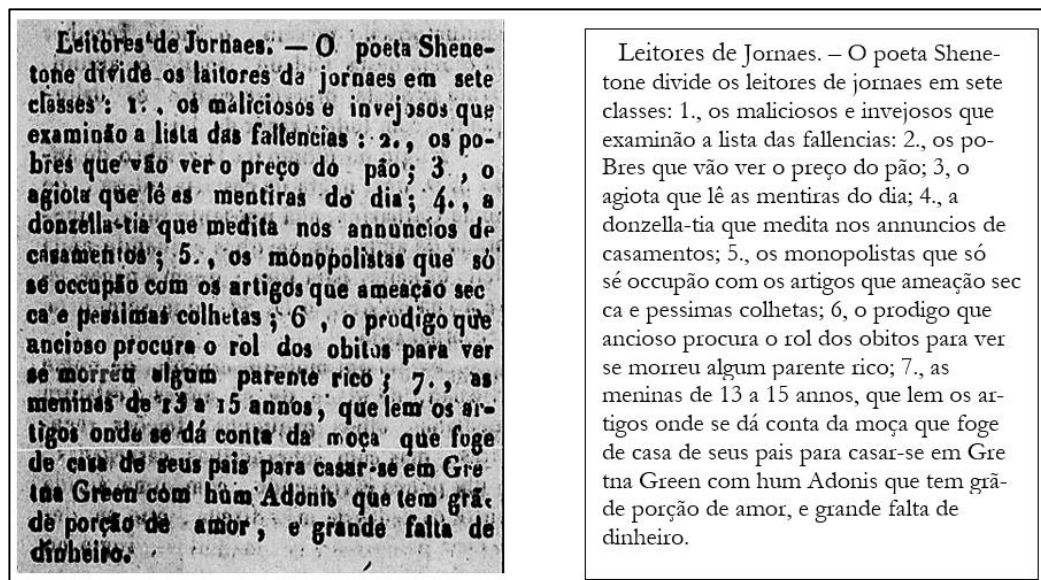 Leitores de Jornaes. — O poeta Shene-
tone divide os laitores da jornaes em sete
classes : 1. , os maliciosos e invejosos que
examinão a lista das fallencias : 2., os po-
bres que vão ver o preço do pão ; 3 , o
agiota que lê as mentiras do dia ; 4., a
donzella-tia que medita nos annuncios de
casamentos ; 5., os monopolistas que só
sé occupão com os artigos que ameação sec
ca e pessimas colhetas ; 6 , o prodigo que
ancioso procura o rol dos obitos para ver
se morreu algum parente rico ; 7., as
meninas de 13 a 15 annos, que lem os ar-
tigos onde se dá conta da moça que foge
de casa de seus pais para casar-se em Gre
tna Green com hum Adonis que tem grã-
de porção de amor, e grande falta de
dinheiro.
Leitores de Jornaes. – O poeta Shene-
tone divide os leitores de jornaes em sete
classes: 1., os maliciosos e invejosos que
examinão a lista das fallencias: 2., os po-
Bres que vão ver o preço do pão; 3, o
agiota que lê as mentiras do dia; 4., a
donzella-tia que medita nos annuncios de
casamentos; 5., os monopolistas que só
sé occupão com os artigos que ameação sec
ca e pessimas colhetas; 6, o prodigo que
ancioso procura o rol dos obitos para ver
se morreu algum parente rico; 7., as
meninas de 13 a 15 annos, que lem os ar-
tigos onde se dá conta da moça que foge
de casa de seus pais para casar-se em Gre
tna Green com hum Adonis que tem grã-
de porção de amor, e grande falta de
dinheiro.